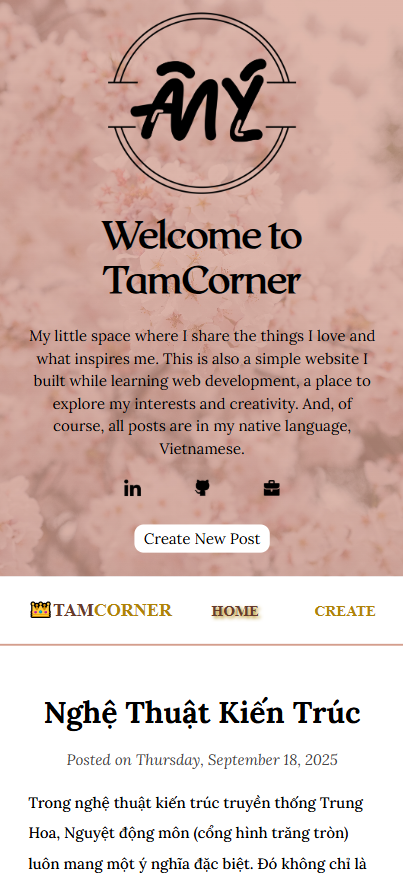 ÂN Ý
Welcome to
TamCorner
My little space where I share the things I love and
what inspires me. This is also a simple website I
built while learning web development, a place to
explore my interests and creativity. And, of
course, all posts are in my native language,
Vietnamese.
in
Create New Post
TAMCORNER HOME CREATE
Nghệ Thuật Kiến Trúc
Posted on Thursday, September 18, 2025
Trong nghệ thuật kiến trúc truyền thống Trung
Hoa, Nguyệt động môn (cổng hình trăng tròn)
luôn mang một ý nghĩa đặc biệt. Đó không chỉ là